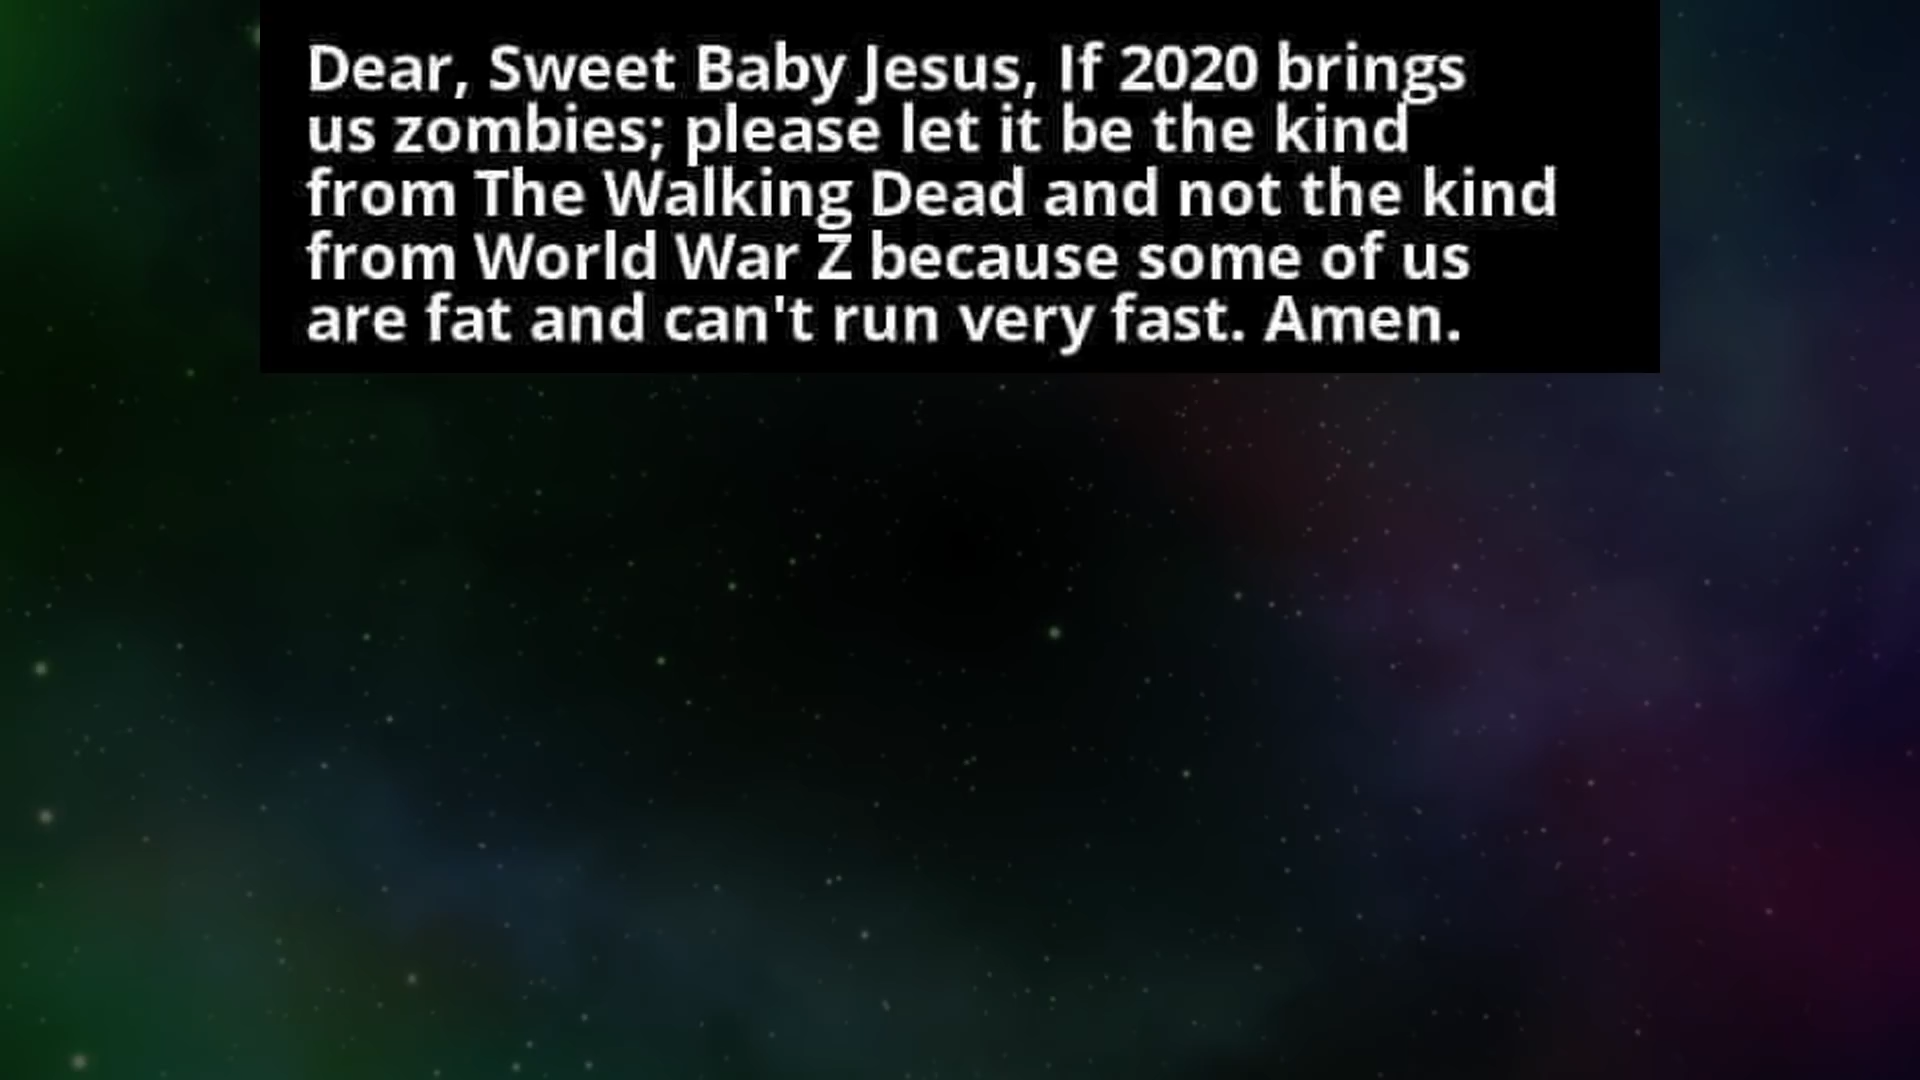 Dear, Sweet Baby Jesus, If 2020 brings
us zombies; please let it be the kind
from The Walking Dead and not the kind
from World War Z because some of us
are fat and can't run very fast. Amen.